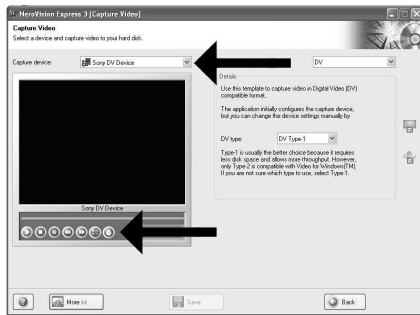 NeroVision Express 3 [Capture Video]
Capture Video
Select a device and capture video to your hard disk.
Capture device:
Sony DV Device
DV
Details
Use this template to capture video in Digital Video (DV)
compatible format.
The application initially configures the capture device,
but you can change the device settings manually by
DV type:
DV Type-1
Type-1 is usually the better choice because it requires
less disk space and allows more throughput. However,
only Type-2 is compatible with Video for Windows(TM).
If you are not sure which type to use, select Type-1.
Sony DV Device
More >>
Save
Back